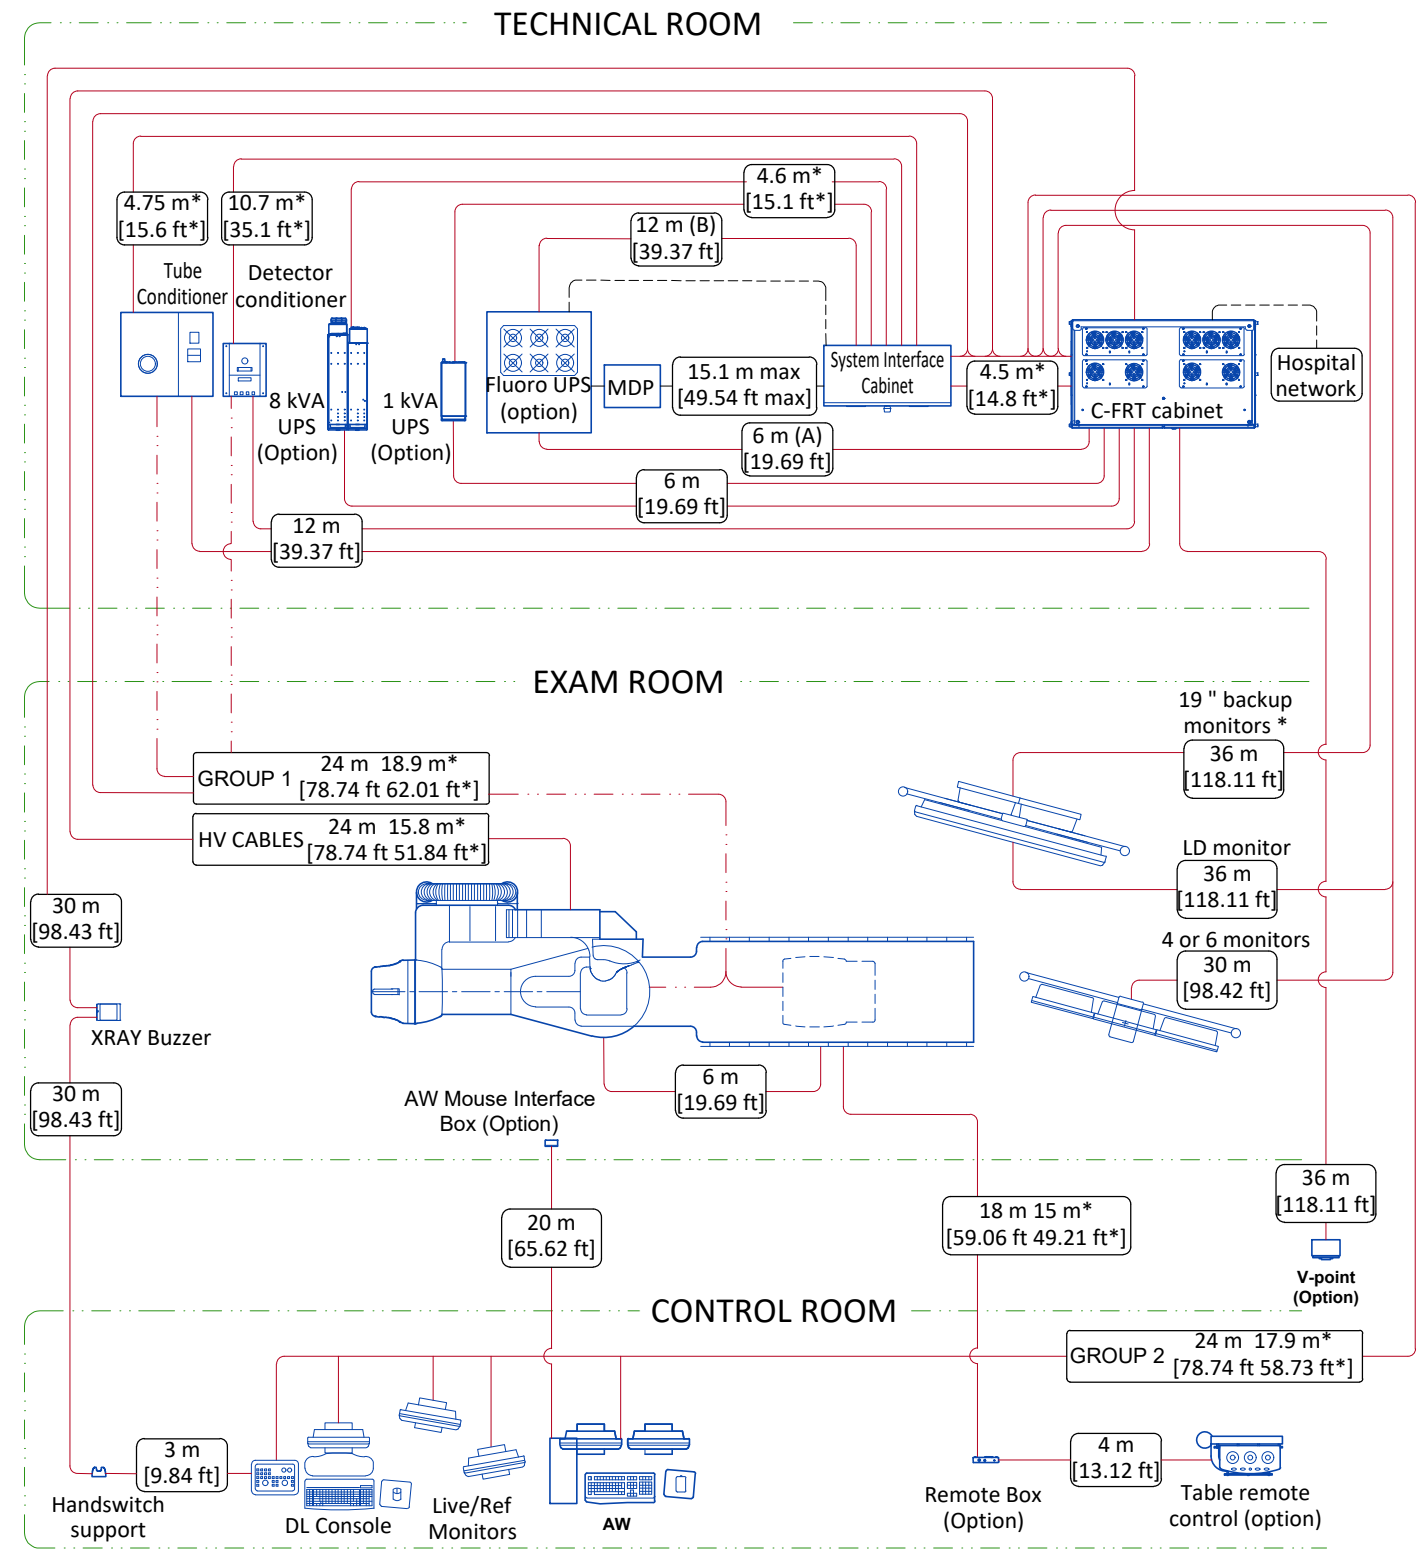 TECHNICAL ROOM
4.75 m*
[15.6 ft*]
10.7 m*
[35.1 ft*]
4.6 m*
[15.1 ft*]
12 m (B)
[39.37 ft]
Tube
Conditioner
Detector
conditioner
8 kVA
UPS
(Option)
1 kVA
UPS
(Option)
Fluoro UPS
(option)
MDP
15.1 m max
[49.54 ft max]
System Interface
Cabinet
4.5 m*
[14.8 ft*]
C-FRT cabinet
Hospital
network
6 m (A)
[19.69 ft]
6 m
[19.69 ft]
12 m
[39.37 ft]
EXAM ROOM
19 " backup
monitors *
36 m
[118.11 ft]
GROUP 1
24 m 18.9 m*
[78.74 ft 62.01 ft*]
HV CABLES
24 m 15.8 m*
[78.74 ft 51.84 ft*]
LD monitor
36 m
[118.11 ft]
30 m
[98.43 ft]
4 or 6 monitors
30 m
[98.42 ft]
XRAY Buzzer
30 m
[98.43 ft]
6 m
[19.69 ft]
AW Mouse Interface
Box (Option)
36 m
[118.11 ft]
20 m
[65.62 ft]
18 m 15 m*
[59.06 ft 49.21 ft*]
V-point
(Option)
CONTROL ROOM
GROUP 2
24 m 17.9 m*
[78.74 ft 58.73 ft*]
3 m
[9.84 ft]
4 m
[13.12 ft]
Handswitch
support
DL Console
Live/Ref
Monitors
AW
Remote Box
(Option)
Table remote
control (option)